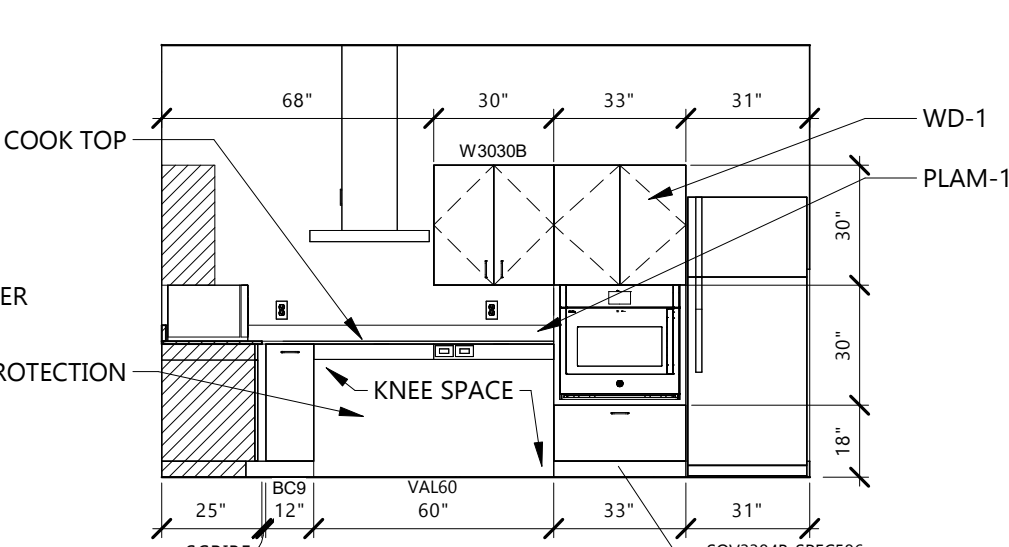 68" 30" 33" 31"
WD-1
COOK TOP
W3030B
PLAM-1
30"
ER
30"
ROTECTION
KNEE SPACE
18"
BC9 VAL60
25" 12" 60" 33" 31"